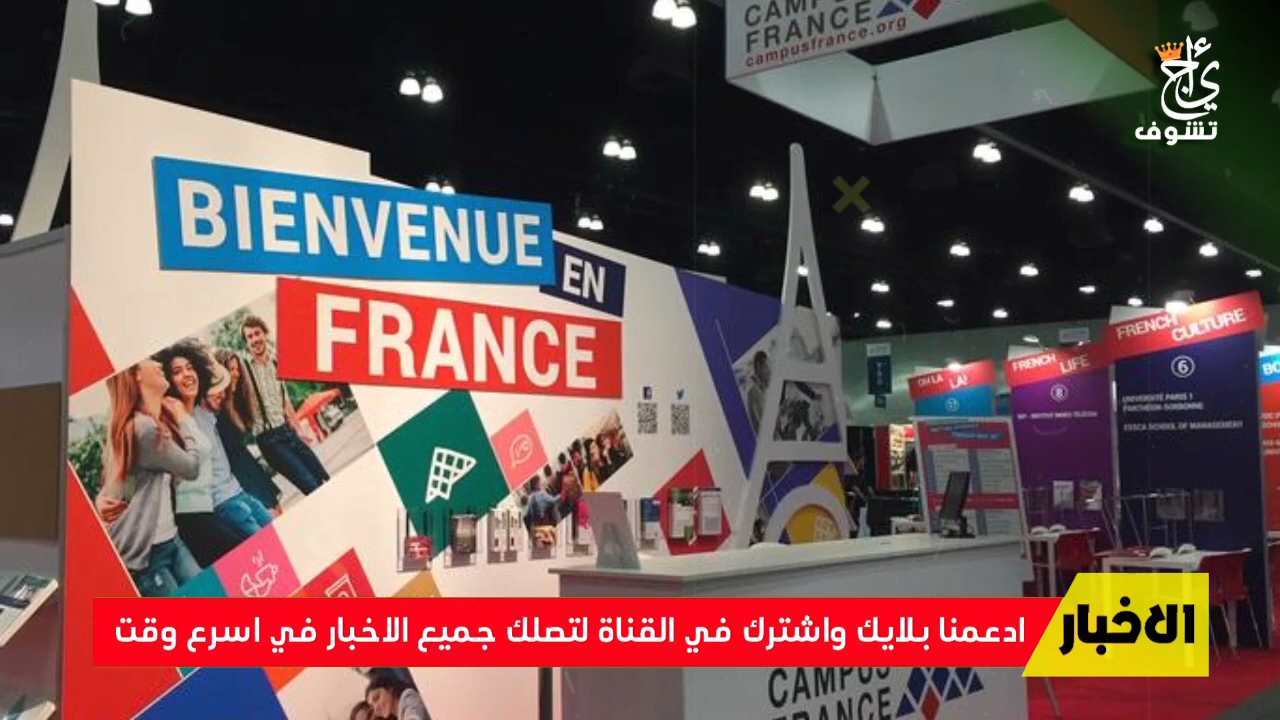 CAMPUS
FRANCE
campusfrance.org
أج ي
تشوف
BIENVENUE
EN
FRANCE
OH LA
LA!
11
FRENCH
LIFE
8
FRENCH
CULTURE
6
UNIVERSITÉ PARIS 1
PANTHÉON-SORBONNE
ESSCA SCHOOL OF MANAGEMENT
الاخبار
ادعمنا بلايك واشترك في القناة لتصلك جميع الاخبار في اسرع وقت
CAMPUS
FRANCE